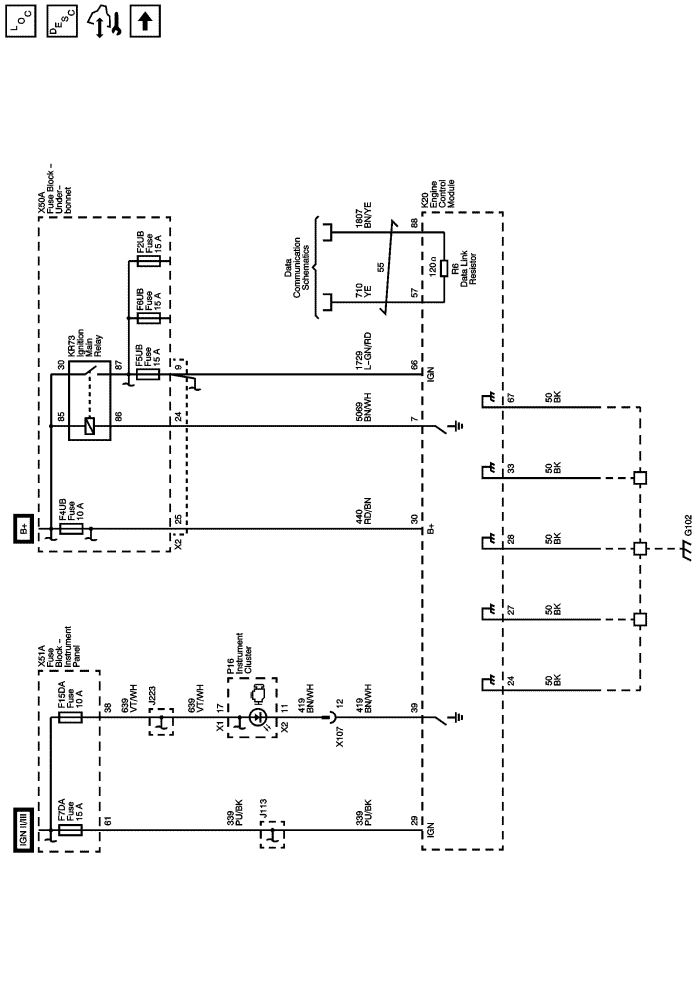 LOC
DESC
B+
IGN II/III
X50A
Fuse Block –
Under-
bonnet
F4UB
Fuse
10 A
85
30
KR73
Ignition
Main
Relay
86
87
F5UB
Fuse
15 A
F6UB
Fuse
15 A
F2UB
Fuse
15 A
X2
25
24
9
X51A
Fuse
Block –
Instrument
Panel
F7DA
Fuse
15 A
F15DA
Fuse
10 A
61
38
639
VT/WH
J223
639
VT/WH
X1
17
P16
Instrument
Cluster
X2
11
419
BN/WH
X107
12
419
BN/WH
39
339
PU/BK
J113
339
PU/BK
29
IGN
440
RD/BN
30
B+
5069
BN/WH
7
1729
L-GN/RD
66
IGN
Data
Communication
Schematics
710
YE
55
1807
BN/YE
57
88
K20
Engine
Control
Module
120 Ω
R6
Data Link
Resistor
24
50
BK
27
50
BK
28
50
BK
33
50
BK
67
50
BK
G102